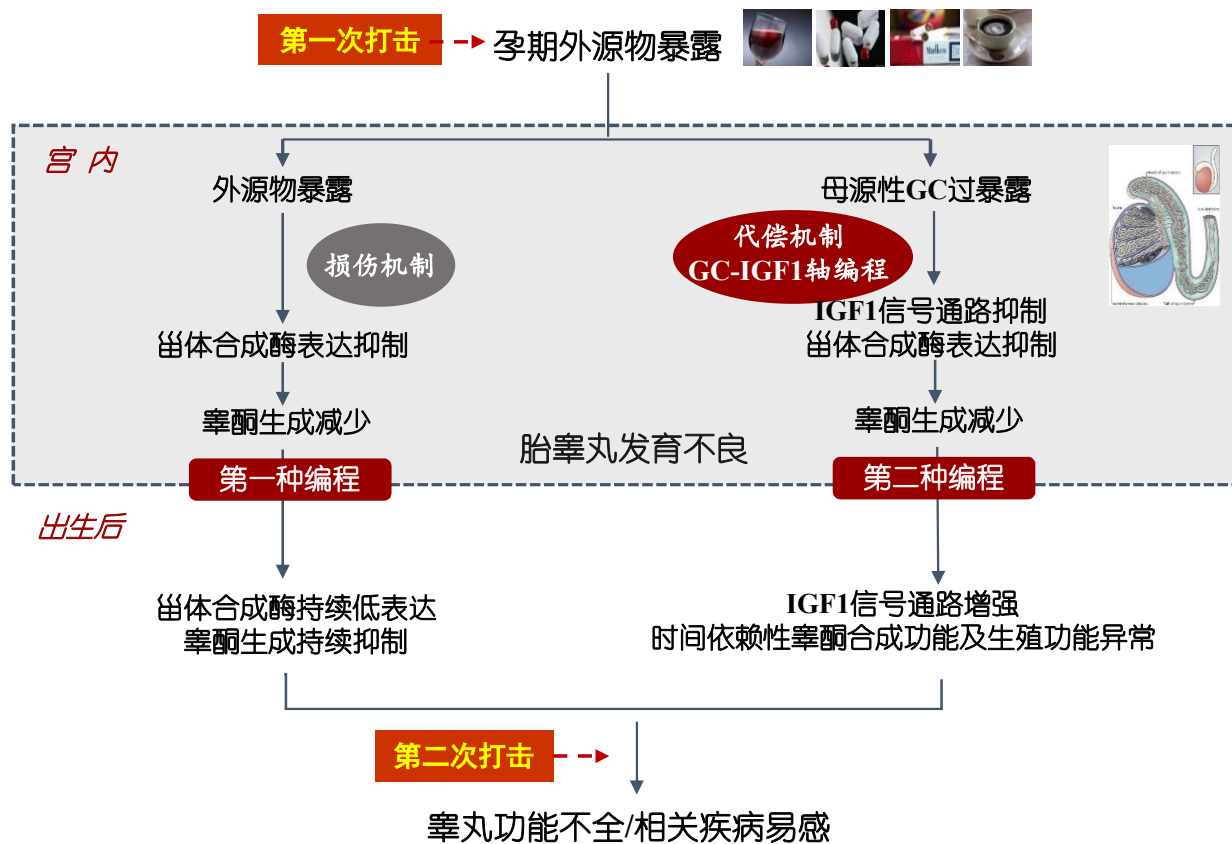 第一次打击
孕期外源物暴露
Marlboro
宫 内
外源物暴露
母源性GC过暴露
损伤机制
代偿机制
GC-IGF1轴编程
甾体合成酶表达抑制
IGF1信号通路抑制
甾体合成酶表达抑制
睾酮生成减少
睾酮生成减少
胎睾丸发育不良
第一种编程
第二种编程
出生后
甾体合成酶持续低表达
睾酮生成持续抑制
IGF1信号通路增强
时间依赖性睾酮合成功能及生殖功能异常
第二次打击
睾丸功能不全/相关疾病易感